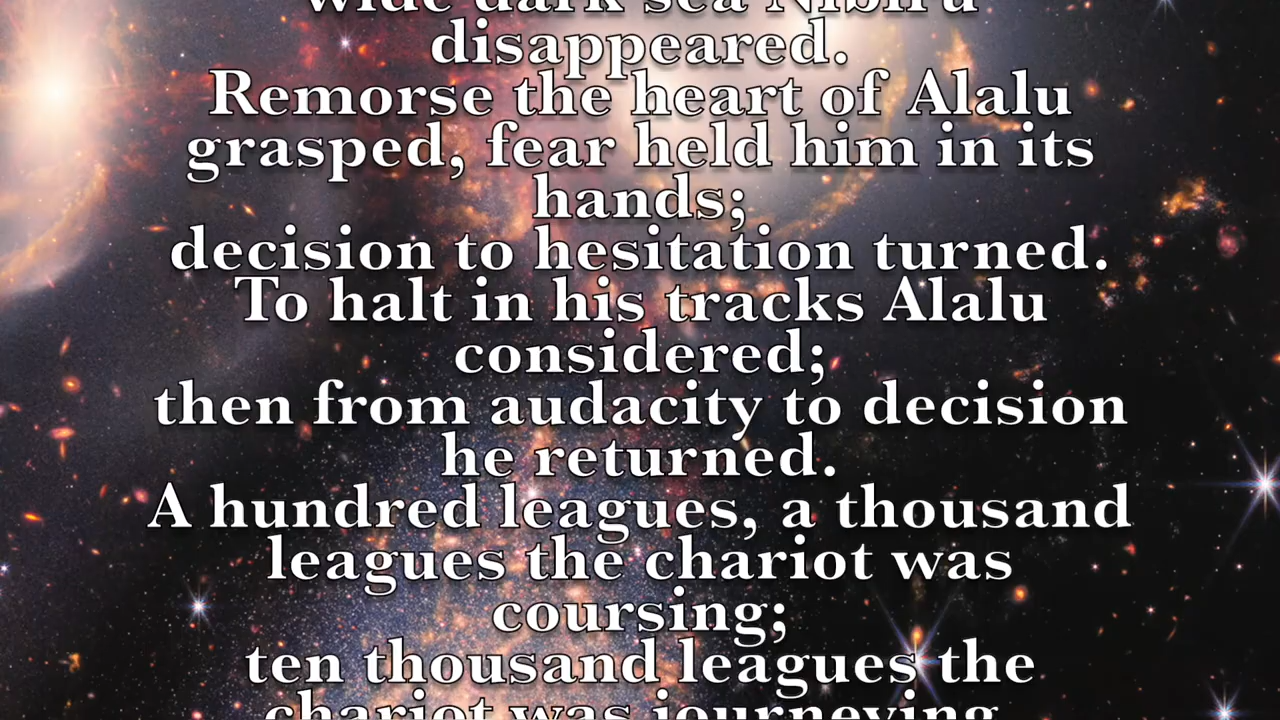 wide dark sea Nibiru
disappeared.
Remorse the heart of Alalu
grasped, fear held him in its
hands;
decision to hesitation turned.
To halt in his tracks Alalu
considered;
then from audacity to decision
he returned.
A hundred leagues, a thousand
leagues the chariot was
coursing;
ten thousand leagues the
chariot was journeying